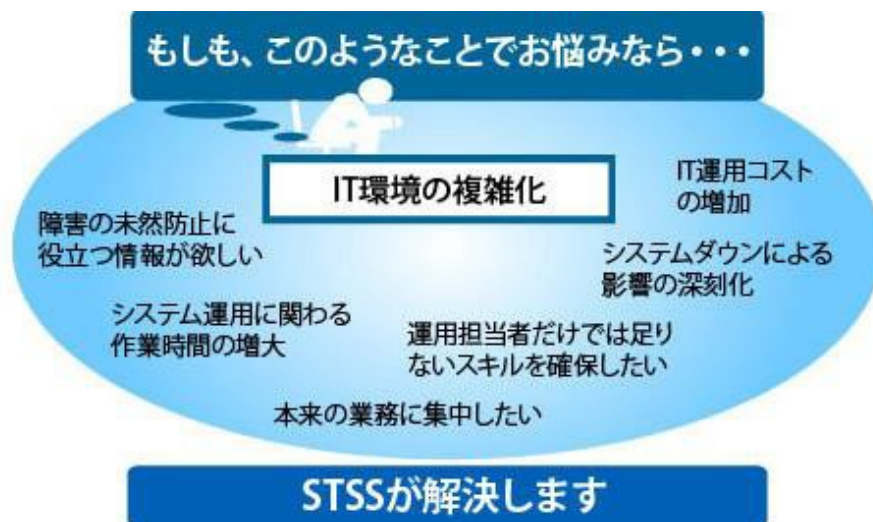 もしも、このようなことでお悩みなら・・・
IT環境の複雑化
IT運用コスト
の増加
障害の未然防止に
役立つ情報が欲しい
システムダウンによる
影響の深刻化
システム運用に関わる
作業時間の増大
運用担当者だけでは足り
ないスキルを確保したい
本来の業務に集中したい
STSSが解決します